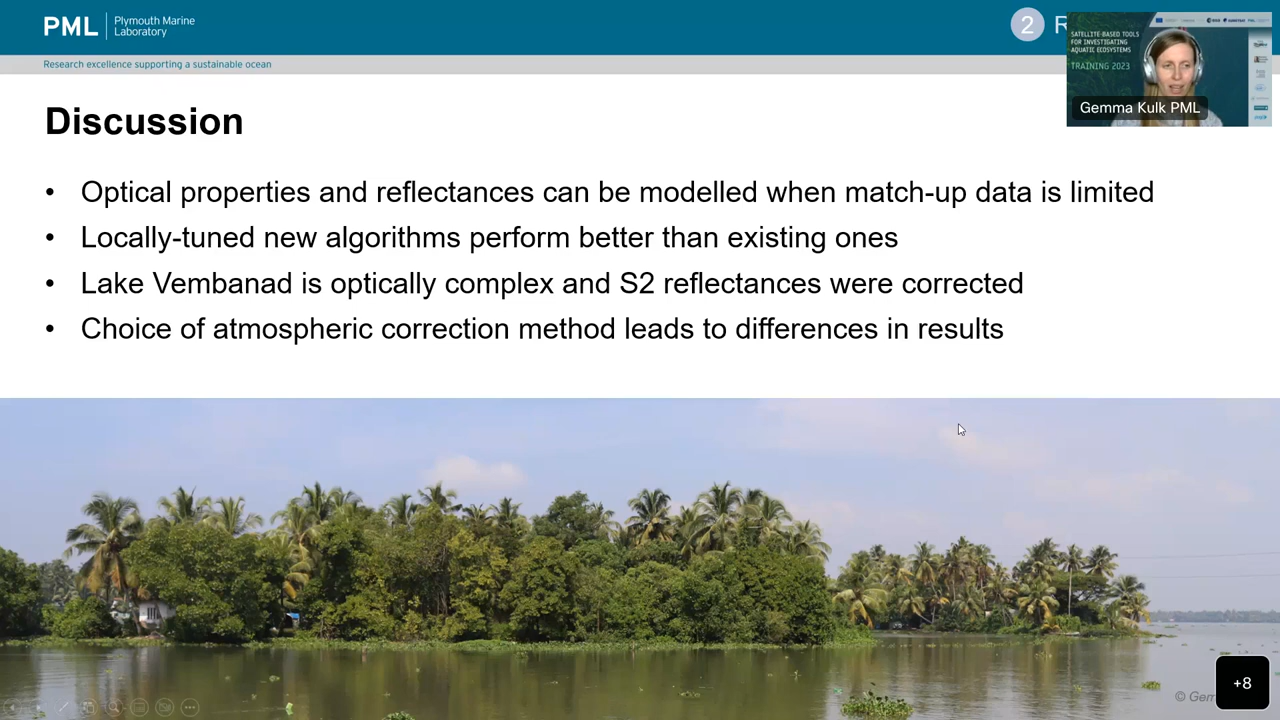 PML
Plymouth Marine
Laboratory
2
Research excellence supporting a sustainable ocean
SATELLITE-BASED TOOLS
FOR INVESTIGATING
AQUATIC ECOSYSTEMS
TRAINING 2023
Gemma Kulk PML
Discussion
• Optical properties and reflectances can be modelled when match-up data is limited
• Locally-tuned new algorithms perform better than existing ones
• Lake Vembanad is optically complex and S2 reflectances were corrected
• Choice of atmospheric correction method leads to differences in results
+8
©